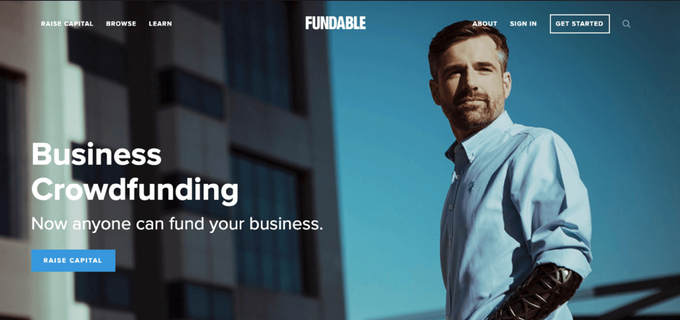 RAISE CAPITAL BROWSE LEARN FUNDABLE ABOUT SIGN IN GET STARTED
Business
Crowdfunding
Now anyone can fund your business.
RAISE CAPITAL